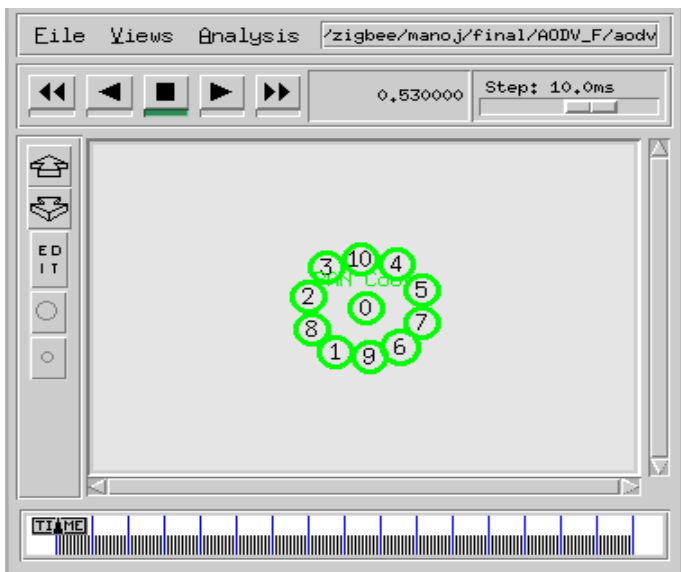 File Views Analysis /zigbee/manoj/final/AODV_F/aodv
0.530000 Step: 10.0ms
ED
IT
3 10 4
2 5
0
8 7
1 9 6
TIME